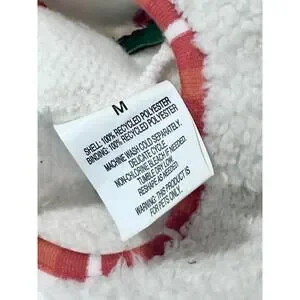 M
SHELL: 100% RECYCLED POLYESTER
BINDING: 100% RECYCLED POLYESTER
MACHINE WASH COLD SEPARATELY.
DELICATE CYCLE.
NON-CHLORINE BLEACH IF NEEDED.
TUMBLE DRY LOW.
RESHAPE AS NEEDED.
THIS PRODUCT IS
FOR PETS ONLY.